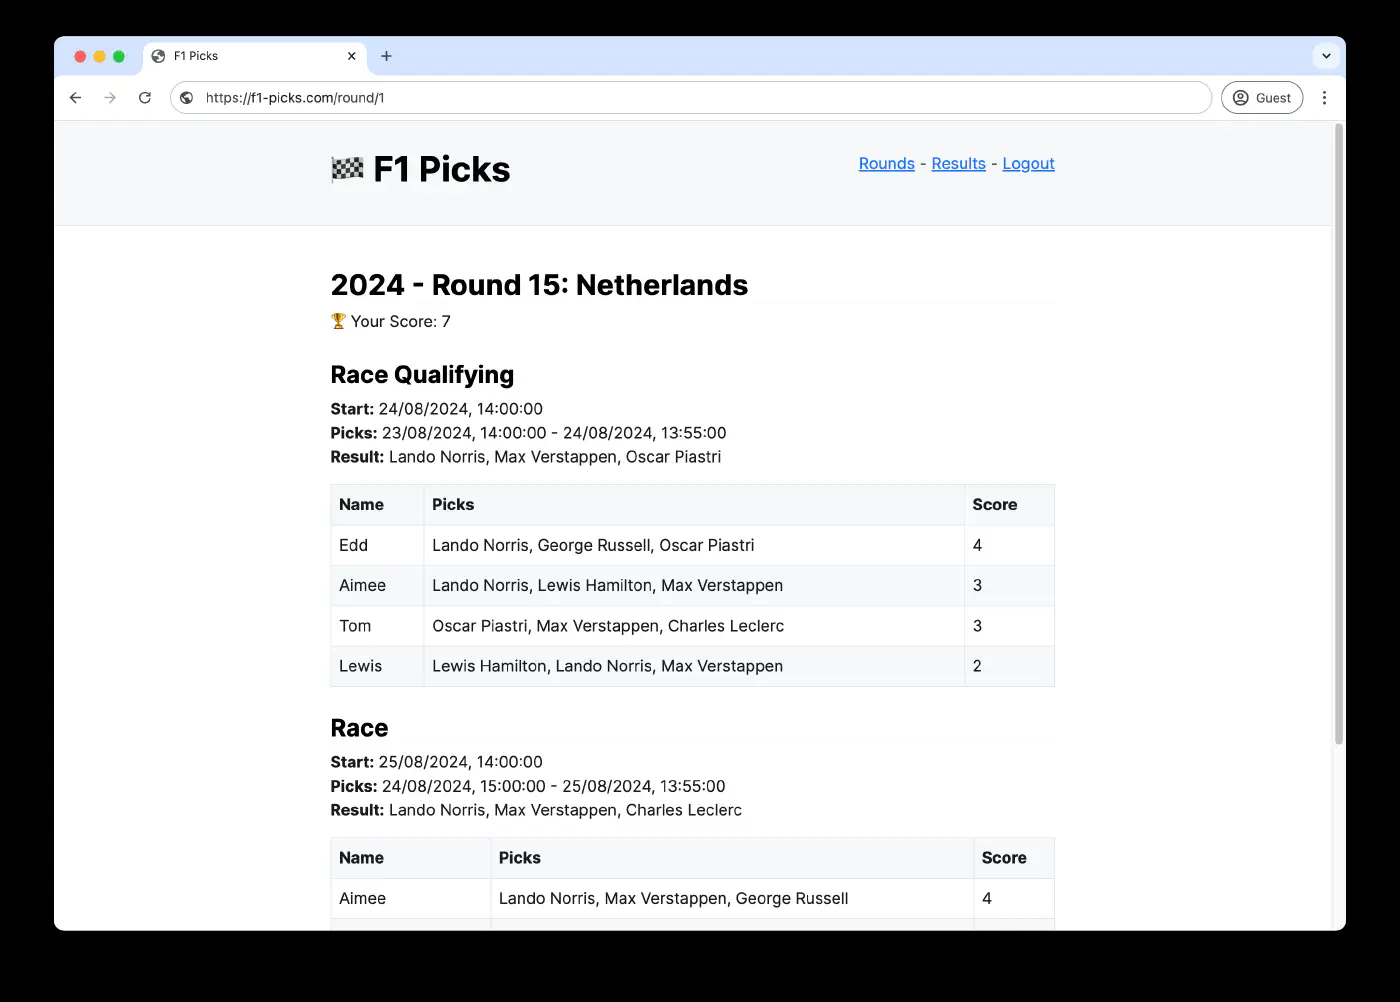 F1 Picks
https://f1-picks.com/round/1
Guest
F1 Picks
Rounds - Results - Logout
2024 - Round 15: Netherlands
Your Score: 7
Race Qualifying
Start: 24/08/2024, 14:00:00
Picks: 23/08/2024, 14:00:00 - 24/08/2024, 13:55:00
Result: Lando Norris, Max Verstappen, Oscar Piastri
Name Picks Score
Edd Lando Norris, George Russell, Oscar Piastri 4
Aimee Lando Norris, Lewis Hamilton, Max Verstappen 3
Tom Oscar Piastri, Max Verstappen, Charles Leclerc 3
Lewis Lewis Hamilton, Lando Norris, Max Verstappen 2
Race
Start: 25/08/2024, 14:00:00
Picks: 24/08/2024, 15:00:00 - 25/08/2024, 13:55:00
Result: Lando Norris, Max Verstappen, Charles Leclerc
Name Picks Score
Aimee Lando Norris, Max Verstappen, George Russell 4